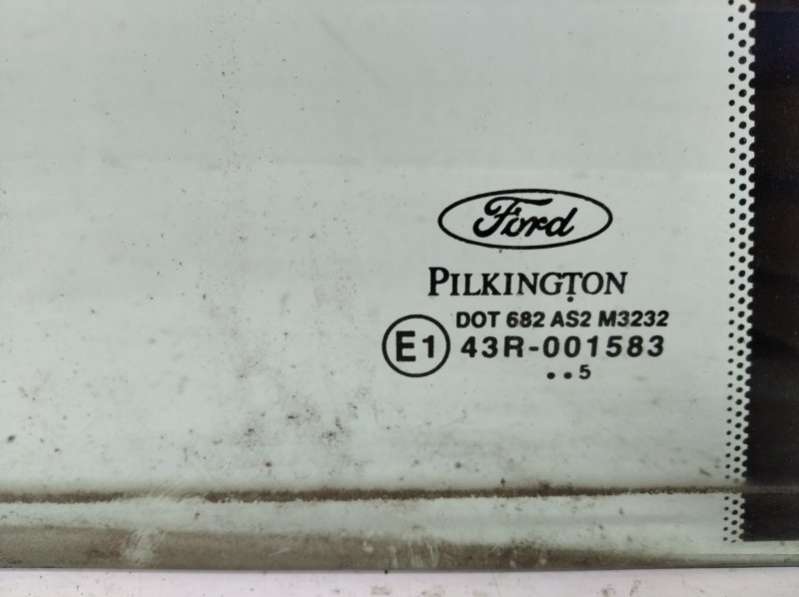 Ford
PILKINGTON
DOT 682 AS2 M3232
E1 43R-001583
..5